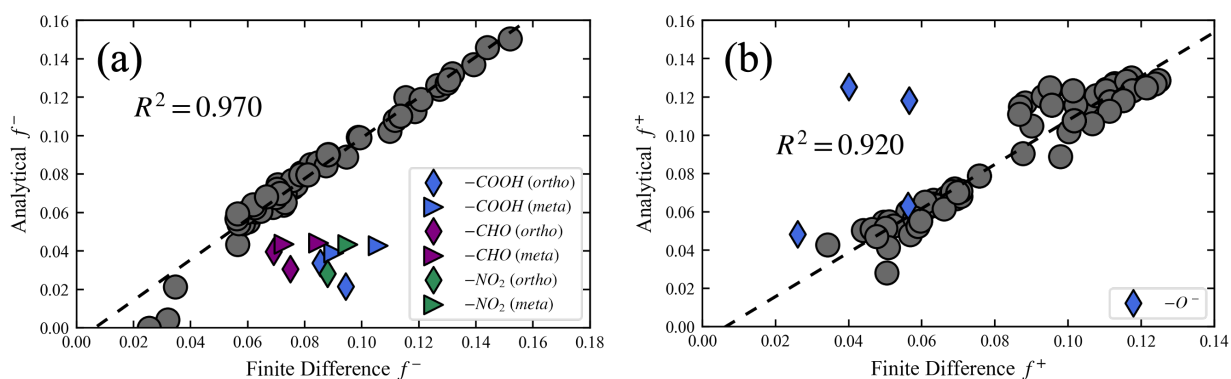 (a)
R² = 0.970
Analytical f⁻
0.16
0.14
0.12
0.10
0.08
0.06
0.04
0.02
0.00
0.00 0.02 0.04 0.06 0.08 0.10 0.12 0.14 0.16 0.18
Finite Difference f⁻
−COOH (ortho)
−COOH (meta)
−CHO (ortho)
−CHO (meta)
−NO₂ (ortho)
−NO₂ (meta)
(b)
R² = 0.920
Analytical f⁺
0.16
0.14
0.12
0.10
0.08
0.06
0.04
0.02
0.00
0.00 0.02 0.04 0.06 0.08 0.10 0.12 0.14
Finite Difference f⁺
−O⁻